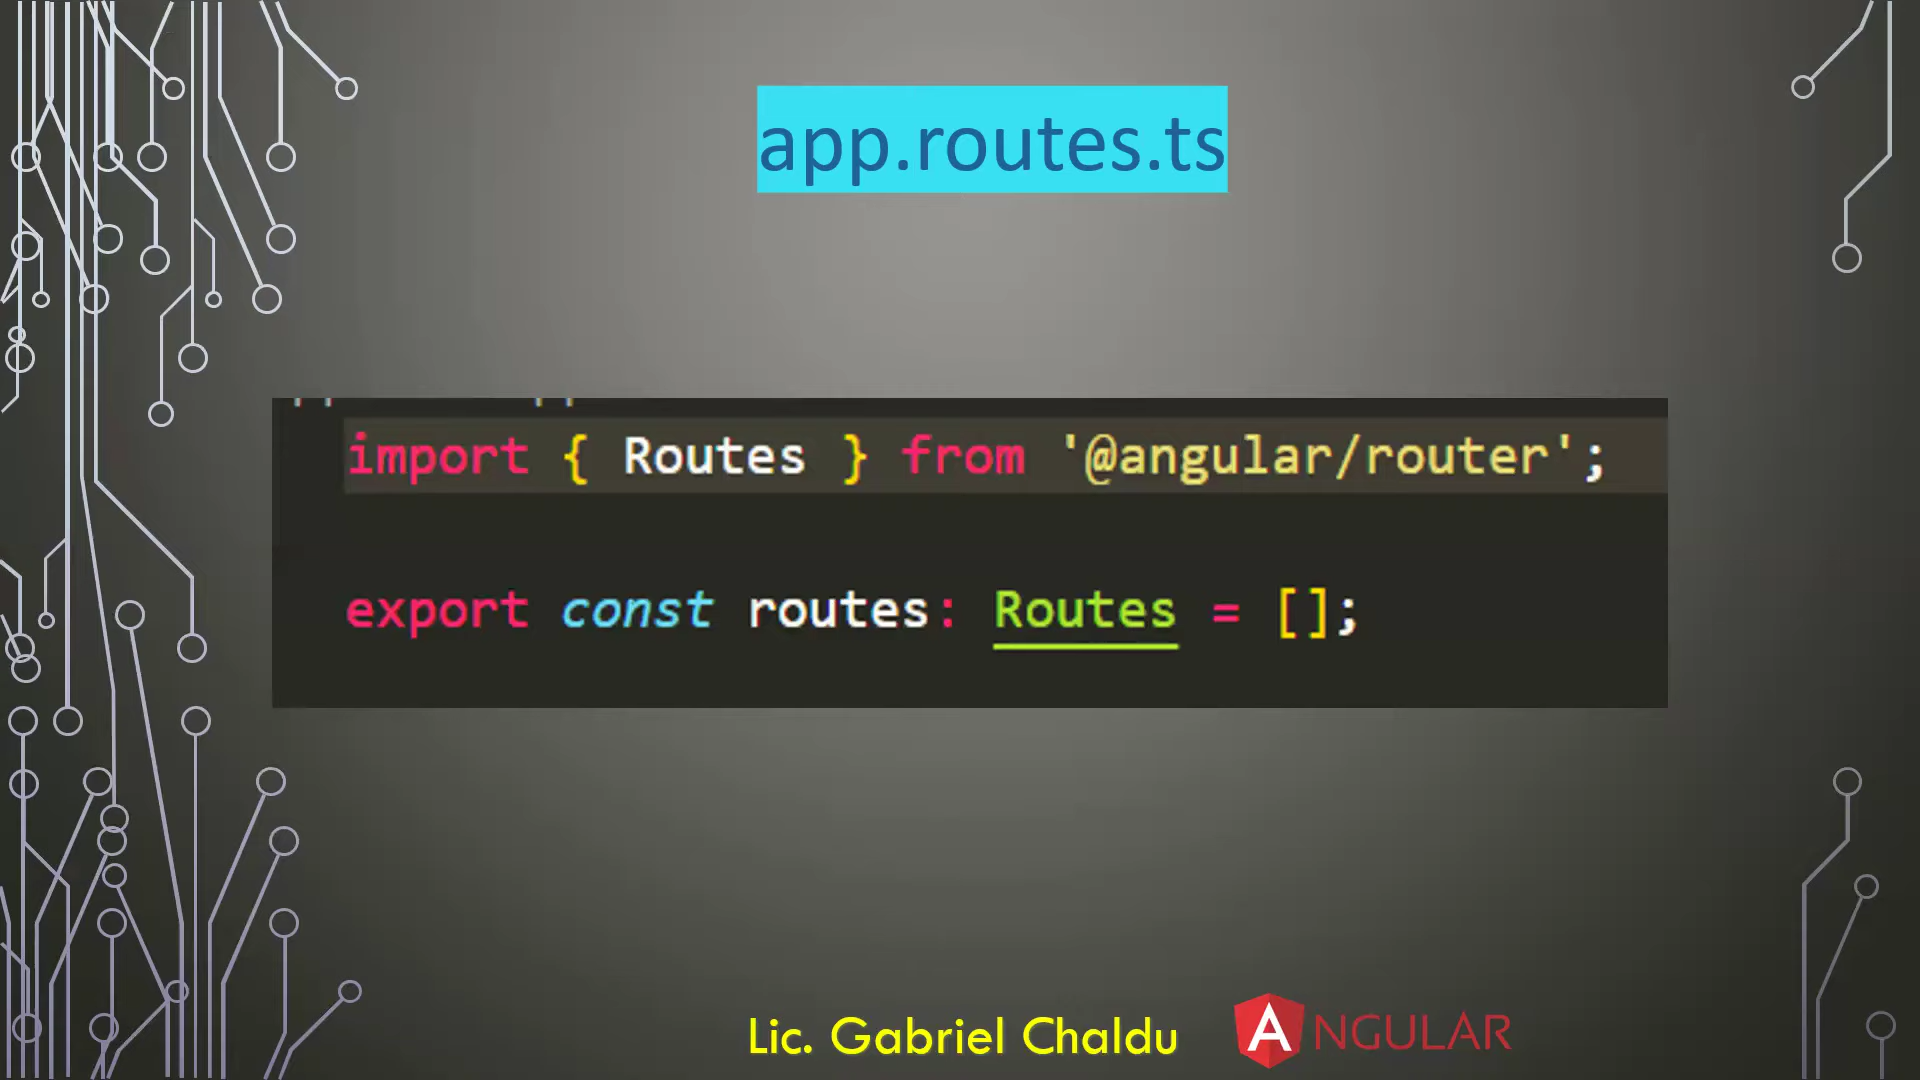 app.routes.ts
import { Routes } from '@angular/router';
export const routes: Routes = [];
Lic. Gabriel Chaldu
ANGULAR